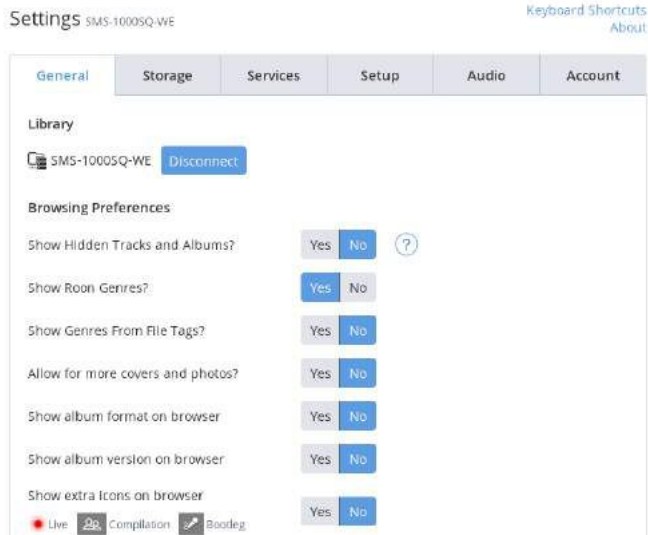 Settings SMS-1000SQ-WE
Keyboard Shortcuts
About
General Storage Services Setup Audio Account
Library
SMS-1000SQ-WE Disconnect
Browsing Preferences
Show Hidden Tracks and Albums? Yes No ?
Show Roon Genres? Yes No
Show Genres From File Tags? Yes No
Allow for more covers and photos? Yes No
Show album format on browser Yes No
Show album version on browser Yes No
Show extra icons on browser Yes No
Live Compilation Bootleg